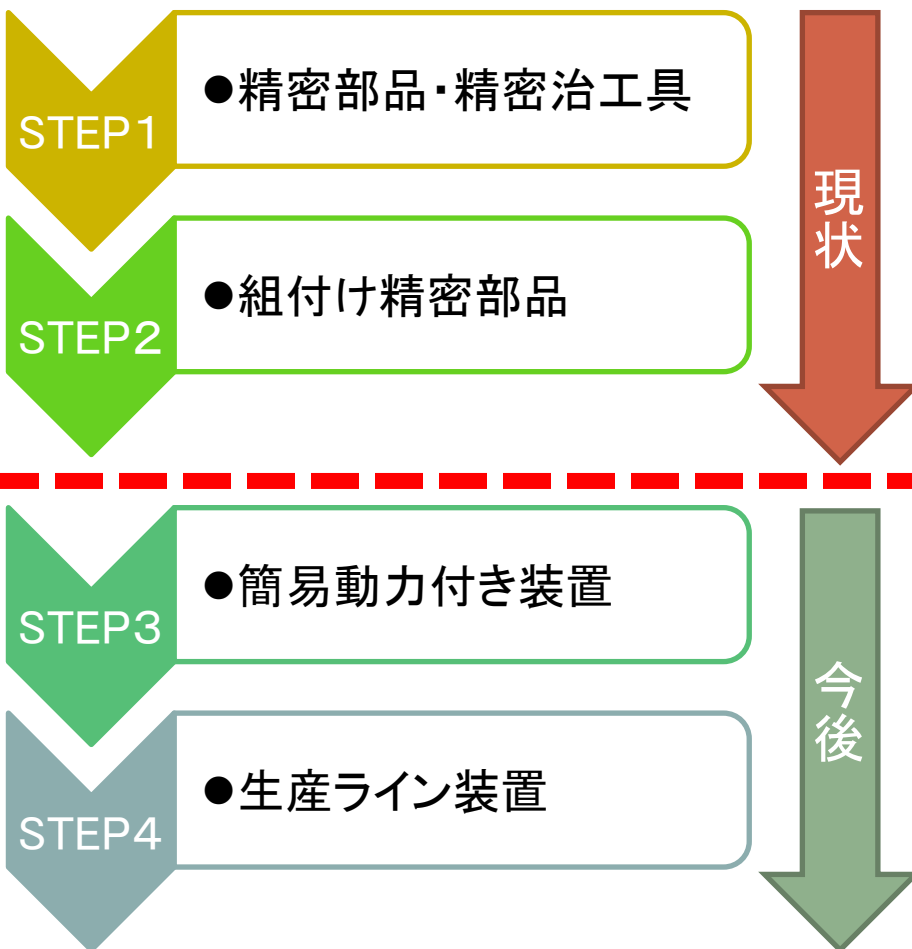 STEP1
●精密部品・精密治工具
STEP2
●組付け精密部品
現状
STEP3
●簡易動力付き装置
STEP4
●生産ライン装置
今後